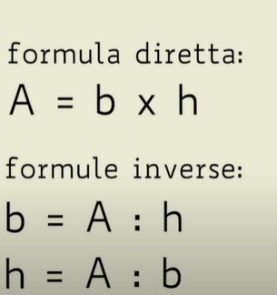 formula diretta:
A = b x h
formule inverse:
b = A : h
h = A : b